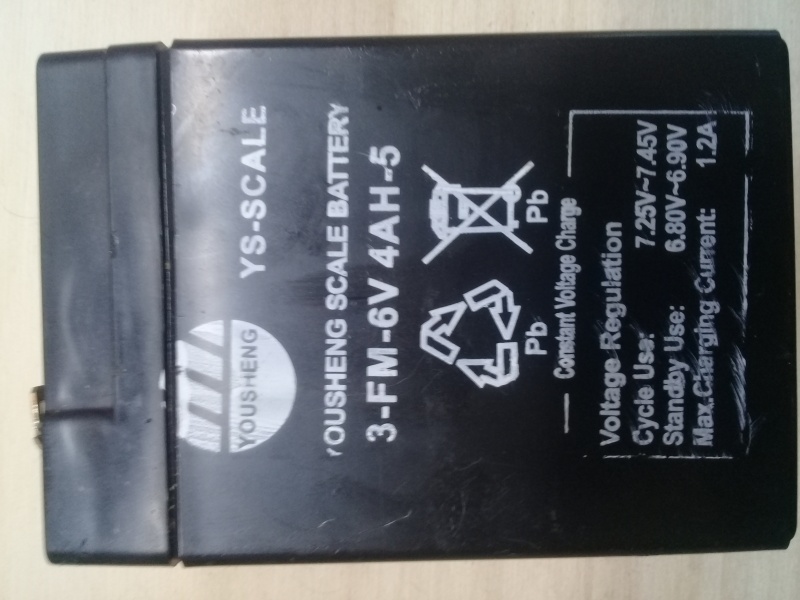 YOUSHENG
YS-SCALE
YOUSHENG SCALE BATTERY
3-FM-6V 4AH-5
Pb
Pb
Constant Voltage Charge
Voltage Regulation
Cycle Use: 7.25V~7.45V
Standby Use: 6.80V~6.90V
Max.Charging Current: 1.2A